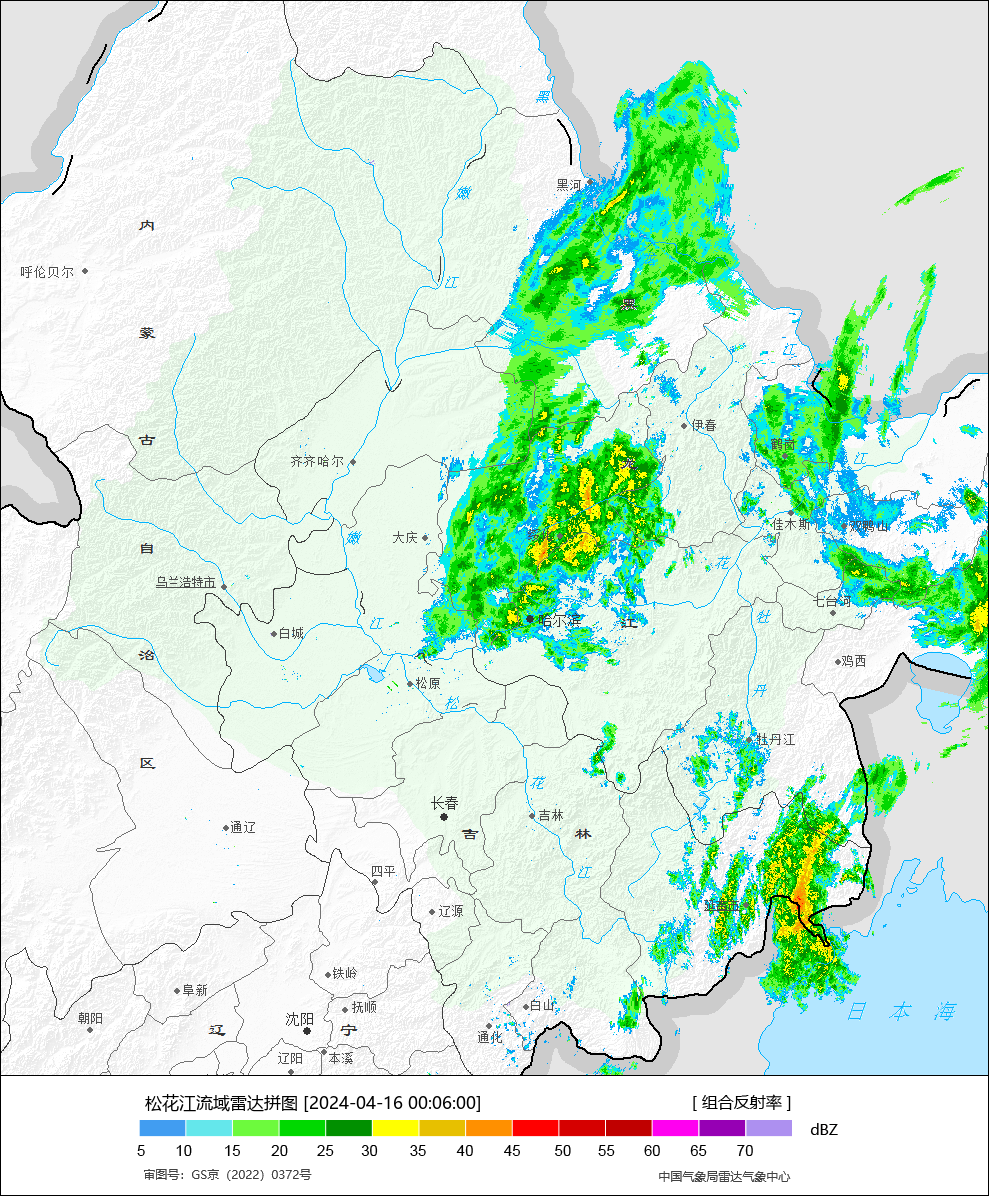 黑
黑河
嫩
内
呼伦贝尔
江
黑
蒙
江
伊春
古
鹤岗
龙
江
齐齐哈尔
佳木斯
双鸭山
嫩
大庆
自
花
乌兰浩特市
七台河
牡
江
哈尔滨
江
白城
治
鸡西
松原
丹
松
牡丹江
区
花
长春
吉林
通辽
吉
林
四平
江
辽源
延吉市
铁岭
阜新
抚顺
白山
日本海
朝阳
沈阳
辽
宁
通化
辽阳
本溪
松花江流域雷达拼图 [2024-04-16 00:06:00]
[ 组合反射率 ]
dBZ
5 10 15 20 25 30 35 40 45 50 55 60 65 70
审图号：GS京（2022）0372号
中国气象局雷达气象中心